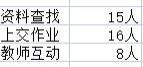 资料查找 15人
上交作业 16人
教师互动 8人